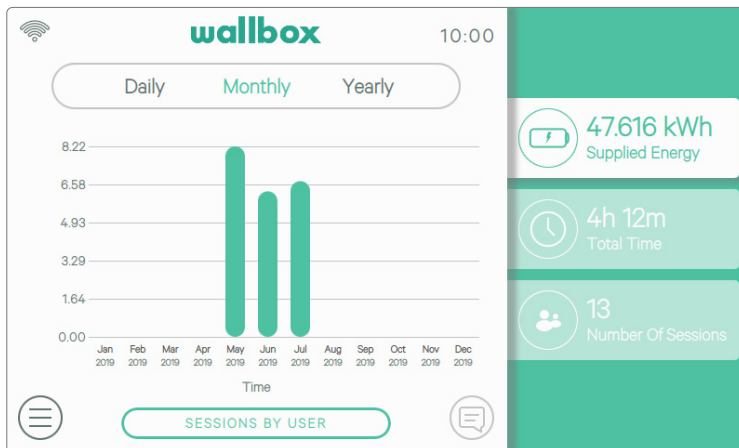 wallbox
10:00
Daily Monthly Yearly
8.22
6.58
4.93
3.29
1.64
0.00
Jan Feb Mar Apr May Jun Jul Aug Sep Oct Nov Dec
2019 2019 2019 2019 2019 2019 2019 2019 2019 2019 2019 2019
Time
SESSIONS BY USER
47.616 kWh
Supplied Energy
4h 12m
Total Time
13
Number Of Sessions